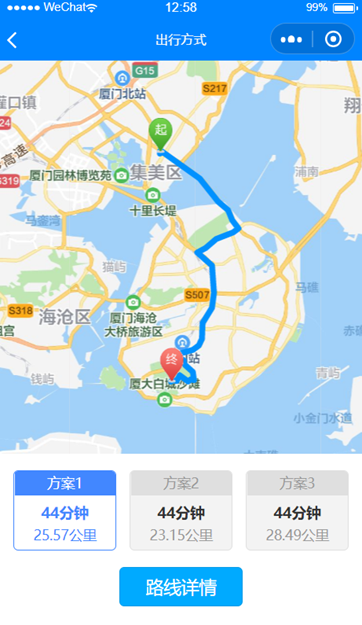 WeChat 12:58 99%
出行方式
G15
厦门北站
S217
灌口镇
翔
24
起
高速
厦门园林博览苑
集美区
浦南
G319
十里长堤
马銮湾
猫屿
马礁
S507
S318
厦门海沧
大桥旅游区
海沧区
赤礁
宫
站
终
钱屿
厦大白城沙滩
青屿
小金门水道
方案1 方案2 方案3
44分钟 44分钟 44分钟
25.57公里 23.15公里 28.49公里
路线详情